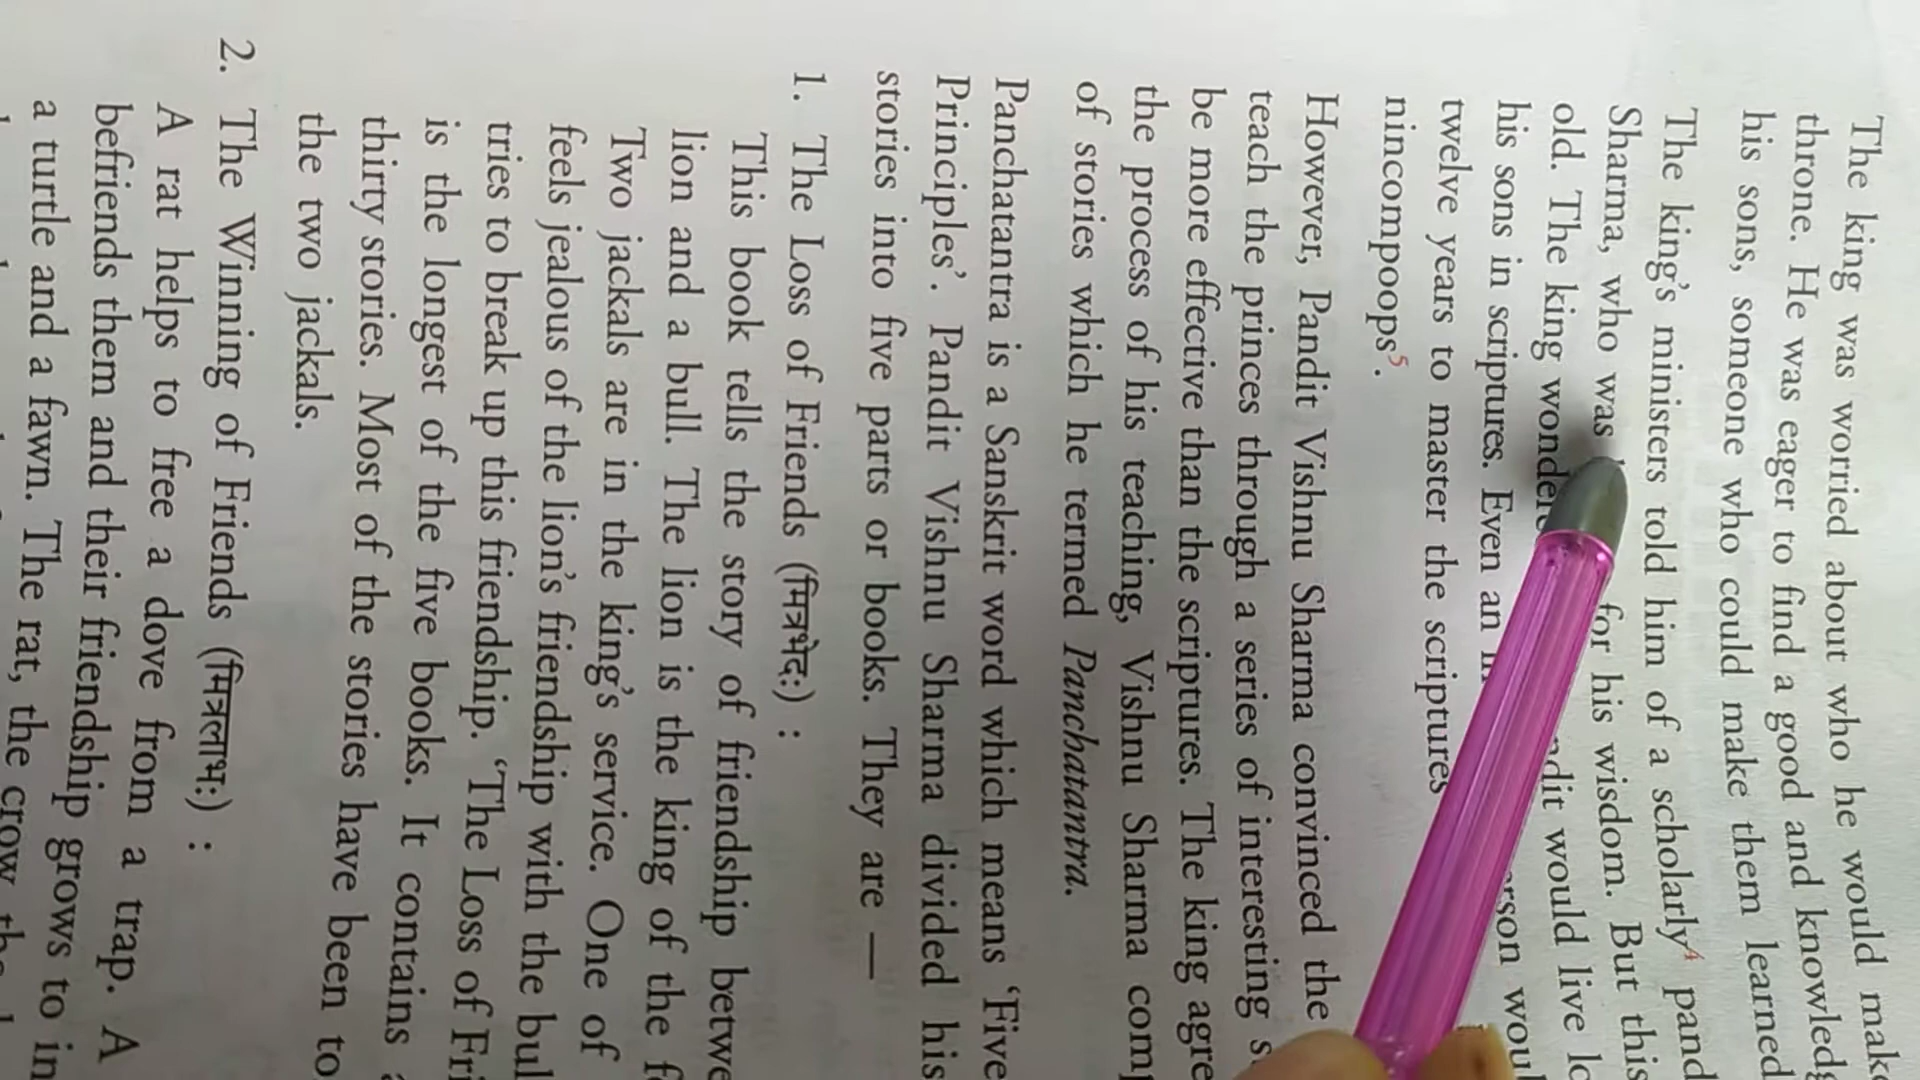 The king was worried about who he would
throne. He was eager to find a good and
his sons, someone who could make them learned
The king's ministers told him of a scholarly⁴
Sharma, who was for his wisdom. But this
old. The king would live
his sons in scriptures. Even an
twelve years to master the scriptures
nincompoops⁵.
However, Pandit Vishnu Sharma convinced the
teach the princes through a series of interesting
be more effective than the scriptures. The king
the process of his teaching, Vishnu Sharma
of stories which he termed Panchatantra.
Panchatantra is a Sanskrit word which means ‘Five
Principles’. Pandit Vishnu Sharma divided his
stories into five parts or books. They are —
1. The Loss of Friends (मित्रभेदः) :
This book tells the story of friendship
lion and a bull. The lion is the king of the
Two jackals are in the king's service. One of
feels jealous of the lion's friendship with the
tries to break up this friendship. ‘The Loss of
is the longest of the five books. It contains
thirty stories. Most of the stories have been
the two jackals.
2. The Winning of Friends (मित्रलाभः) :
A rat helps to free a dove from a trap. A
befriends them and their friendship grows to
a turtle and a fawn. The rat, the crow